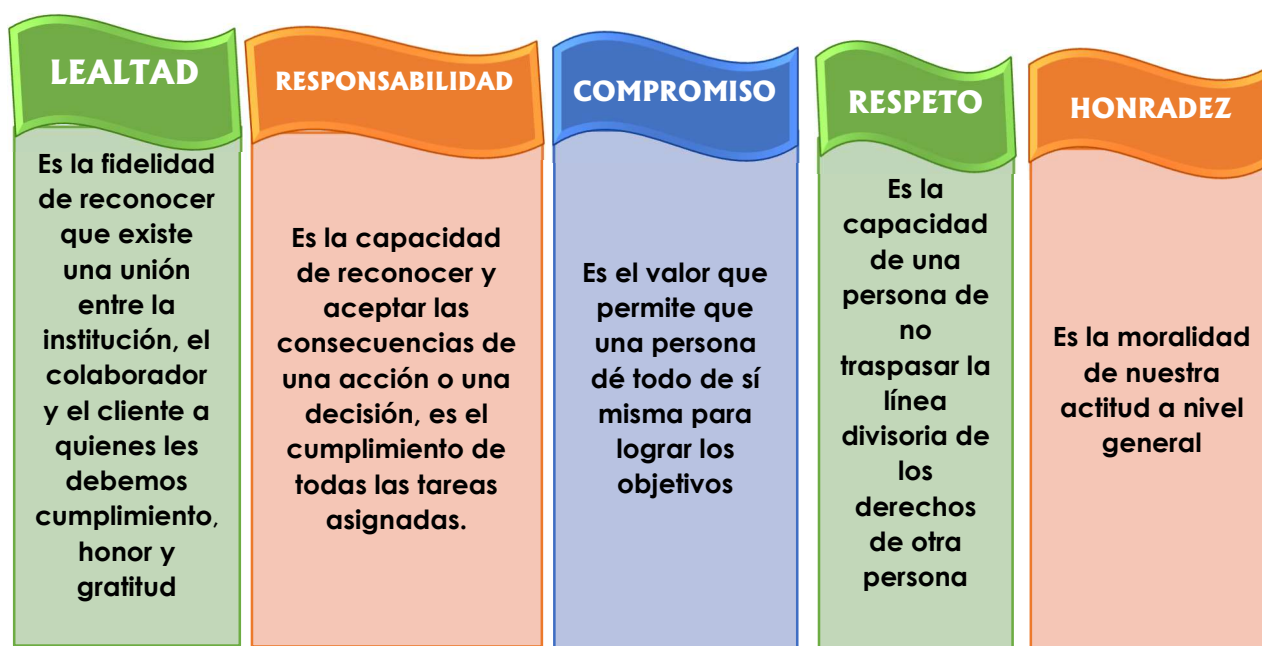 LEALTAD
Es la fidelidad
de reconocer
que existe
una unión
entre la
institución, el
colaborador
y el cliente a
quienes les
debemos
cumplimiento,
honor y
gratitud
RESPONSABILIDAD
Es la capacidad
de reconocer y
aceptar las
consecuencias de
una acción o una
decisión, es el
cumplimiento de
todas las tareas
asignadas.
COMPROMISO
Es el valor que
permite que
una persona
dé todo de sí
misma para
lograr los
objetivos
RESPETO
Es la
capacidad
de una
persona de
no
traspasar la
línea
divisoria de
los
derechos
de otra
persona
HONRADEZ
Es la moralidad
de nuestra
actitud a nivel
general